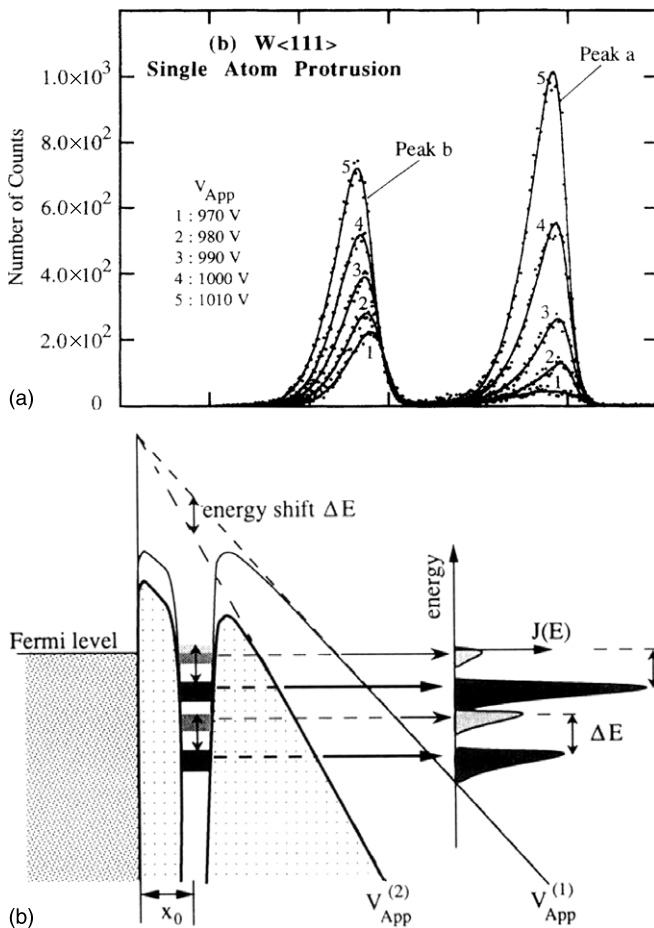 (b) W<111>
Single Atom Protrusion
Peak a
Peak b
Number of Counts
1.0×10³
8.0×10²
6.0×10²
4.0×10²
2.0×10²
0
V_App
1 : 970 V
2 : 980 V
3 : 990 V
4 : 1000 V
5 : 1010 V
5
4
3
2
1
5
4
3
2
1
(a)
energy shift ΔE
energy
Fermi level
J(E)
ΔE
x₀
V_App^(2)
V_App^(1)
(b)